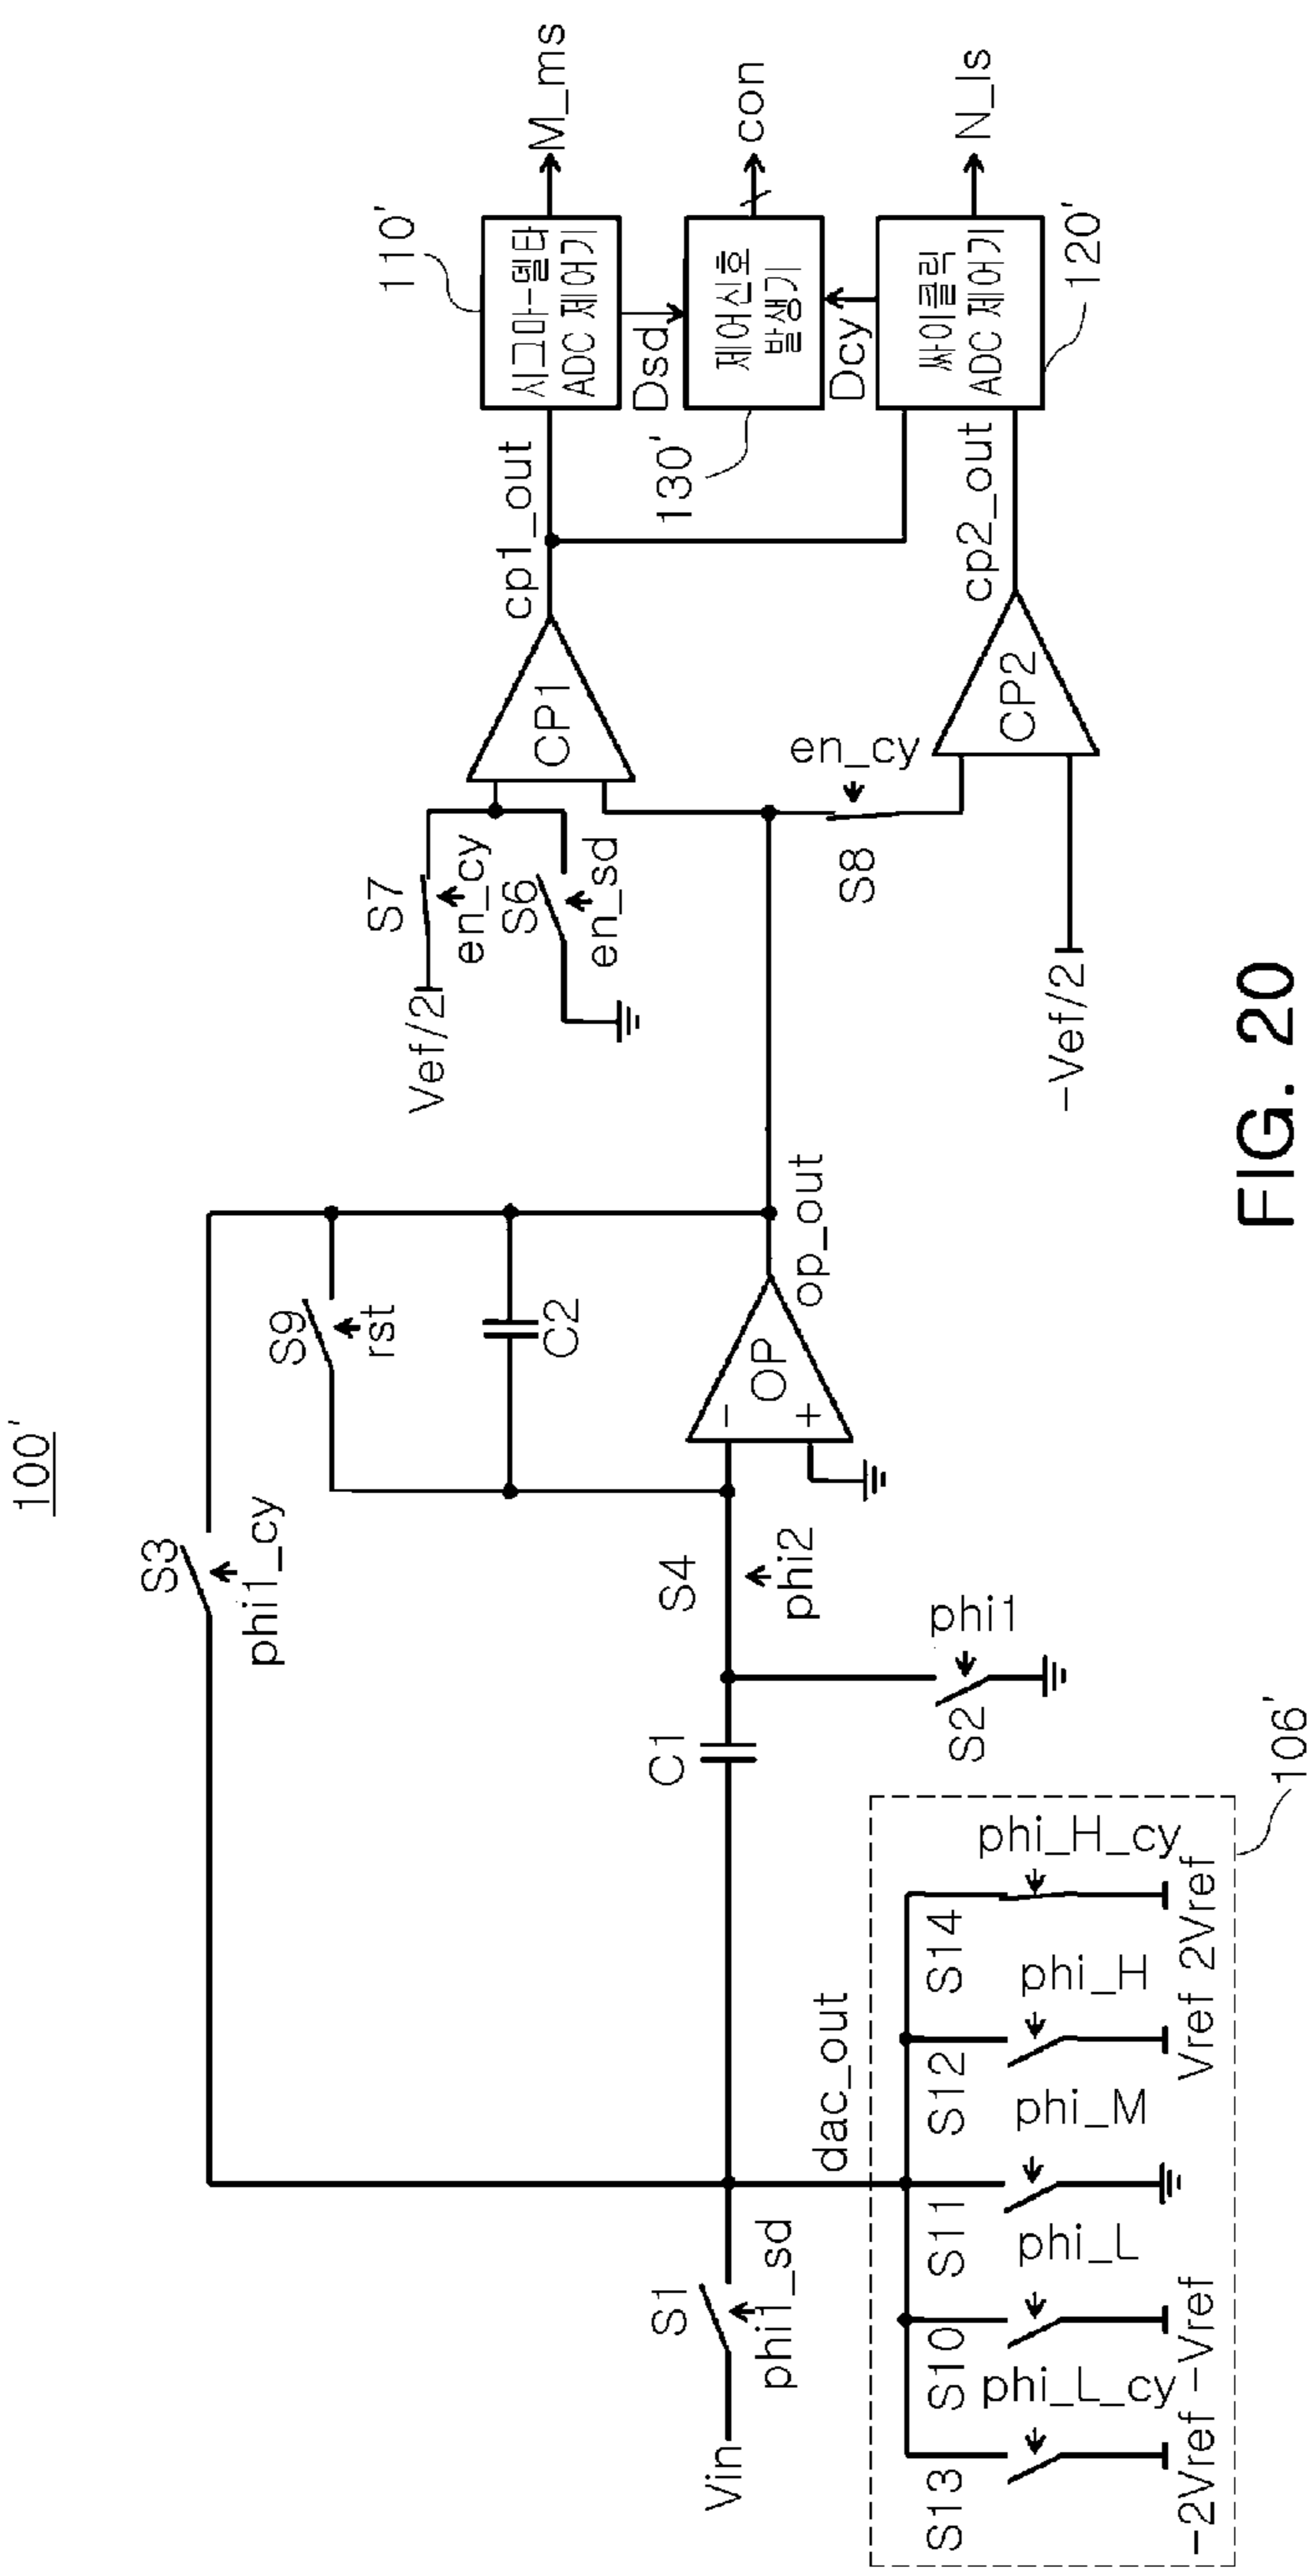 100'
S3
phi1_cy
S9
rst
C2
S1
phi1_sd
Vin
C1
S4
phi2
S2
phi1
OP
-
+
op_out
S7
en_cy
Vef/2
S6
en_sd
CP1
cp1_out
S8
en_cy
CP2
cp2_out
-Vef/2
110'
시그마-델타
ADC 제어기
M_ms
Dsd
130'
제어신호
발생기
con
Dcy
싸이클릭
ADC 제어기
120'
N_ls
dac_out
S13
S10
S11
S12
S14
phi_L_cy
phi_L
phi_M
phi_H
phi_H_cy
-2Vref
-Vref
Vref
2Vref
106'
FIG. 20